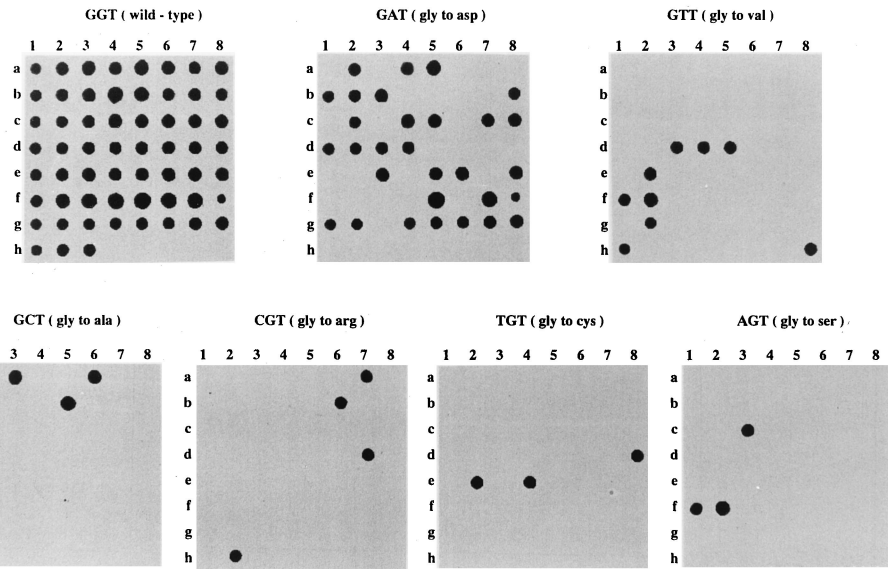 GGT ( wild - type )
GAT ( gly to asp )
GTT ( gly to val )
1 2 3 4 5 6 7 8
1 2 3 4 5 6 7 8
1 2 3 4 5 6 7 8
a
b
c
d
e
f
g
h
a
b
c
d
e
f
g
h
a
b
c
d
e
f
g
h
GCT ( gly to ala )
CGT ( gly to arg )
TGT ( gly to cys )
AGT ( gly to ser )
3 4 5 6 7 8
1 2 3 4 5 6 7 8
1 2 3 4 5 6 7 8
1 2 3 4 5 6 7 8
a
b
c
d
e
f
g
h
a
b
c
d
e
f
g
h
a
b
c
d
e
f
g
h